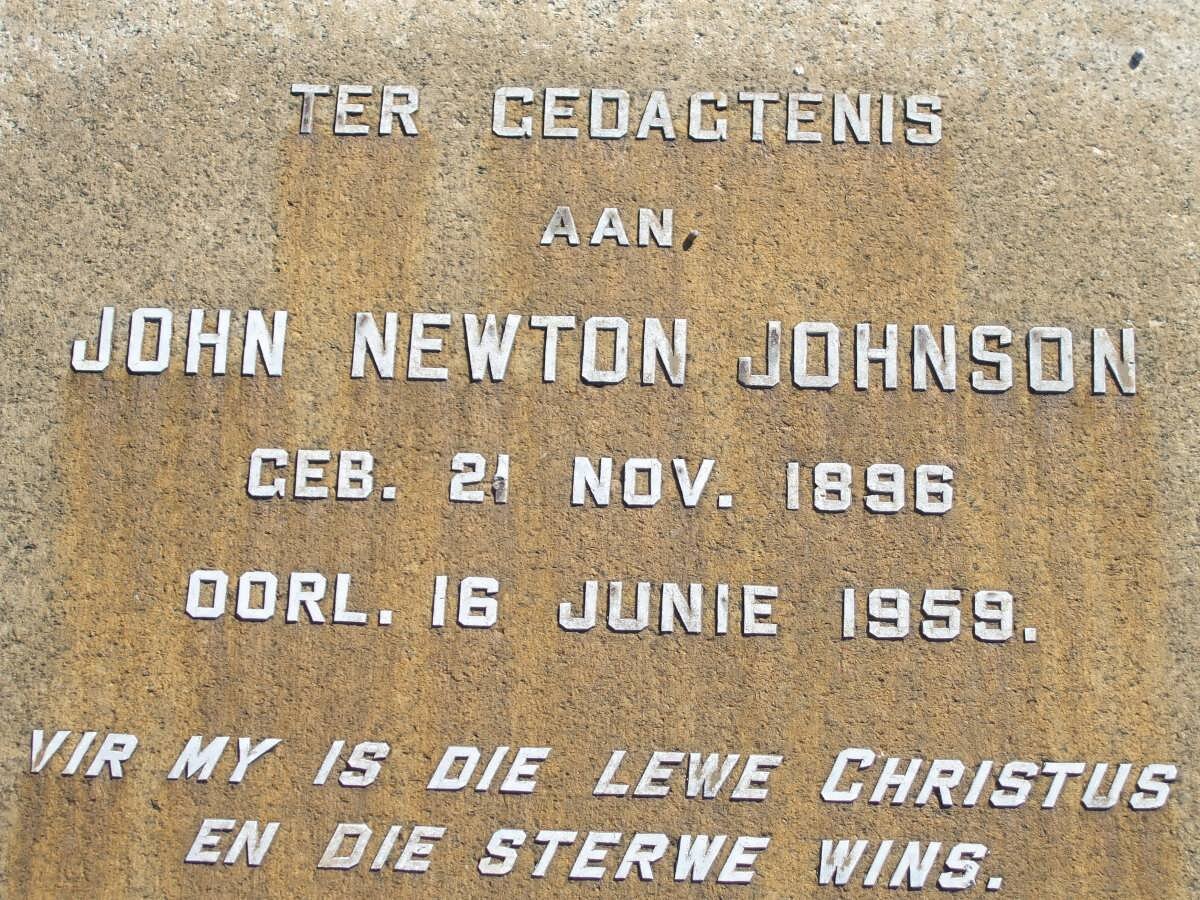 TER GEDACTENIS
AAN
JOHN NEWTON JOHNSON
GEB. 21 NOV. 1896
OORL. 16 JUNIE 1959.
VIR MY IS DIE LEWE CHRISTUS
EN DIE STERWE WINS.